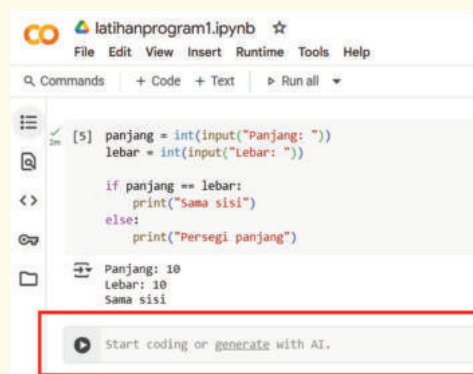 CO
latihanprogram1.ipynb
File Edit View Insert Runtime Tools Help
Commands + Code + Text Run all
2m
[5] panjang = int(input("Panjang: "))
lebar = int(input("Lebar: "))
if panjang == lebar:
print("Sama sisi")
else:
print("Persegi panjang")
Panjang: 10
Lebar: 10
Sama sisi
Start coding or generate with AI.